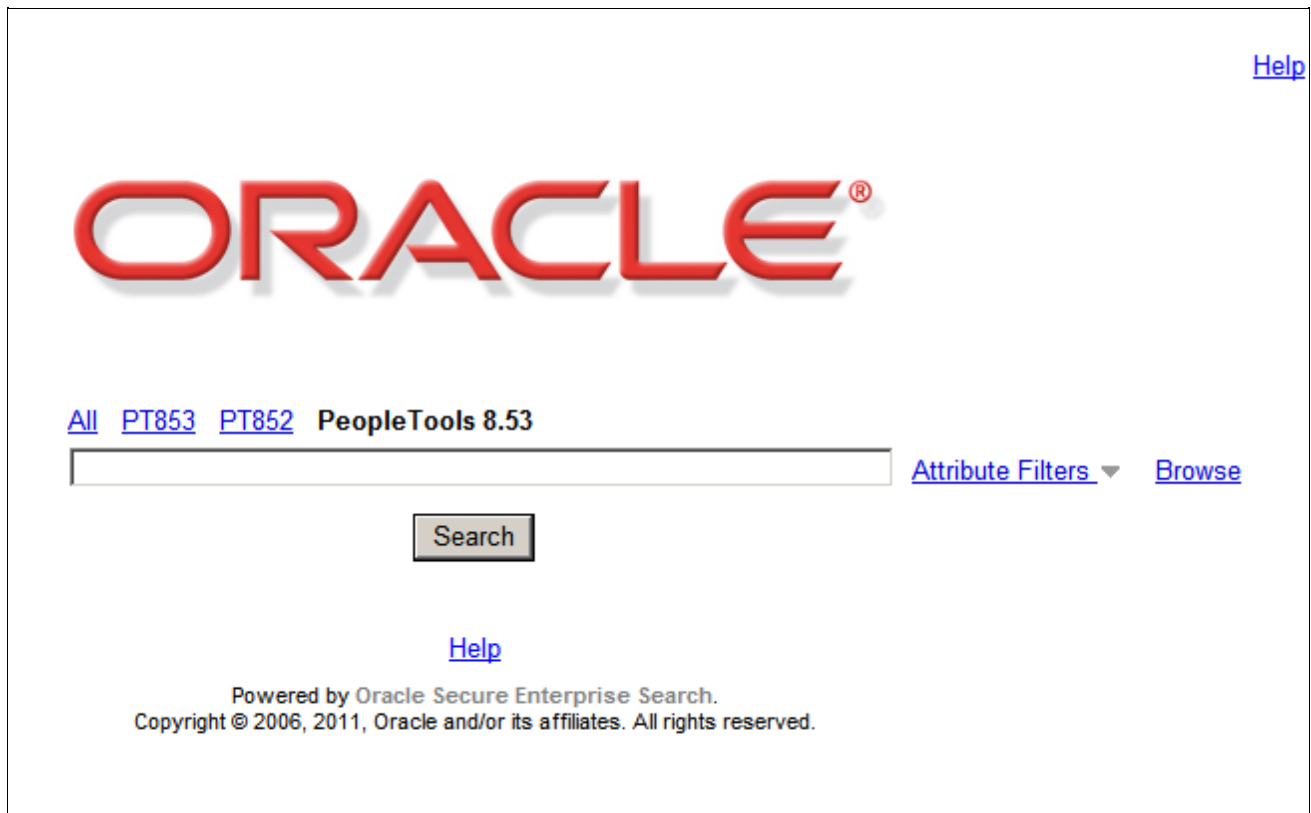 Help
ORACLE®
All PT853 PT852 PeopleTools 8.53
Attribute Filters Browse
Search
Help
Powered by Oracle Secure Enterprise Search.
Copyright © 2006, 2011, Oracle and/or its affiliates. All rights reserved.